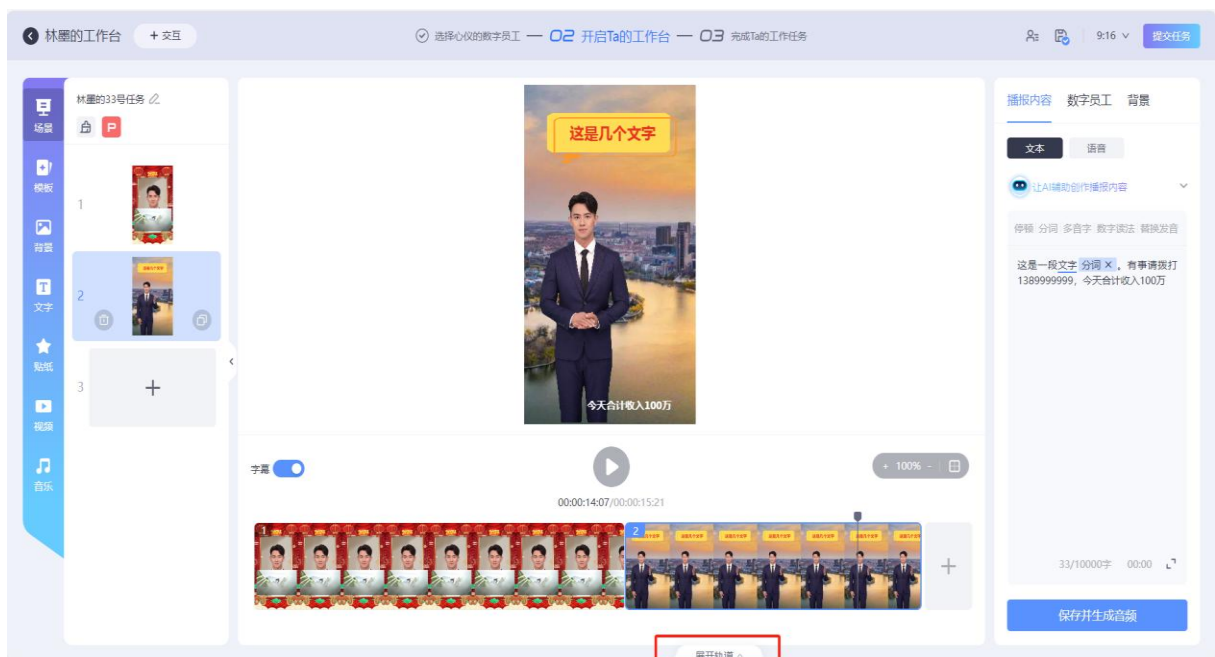 林墨的工作台
+ 交互
选择心仪的数字员工 — 02 开启Ta的工作台 — 03 完成Ta的工作任务
9:16
提交任务
场景
模板
背景
文字
贴纸
视频
音乐
林墨的33号任务
P
1
2
3
这是几个文字
今天合计收入100万
字幕
+ 100% -
00:00:14:07/00:00:15:21
1
2
展开轨道
播报内容 数字员工 背景
文本 语音
让AI辅助创作播报内容
停顿 分词 多音字 数字读法 替换发音
这是一段文字 分词 ×，有事请拨打
1389999999，今天合计收入100万
33/10000字 00:00
保存并生成音频